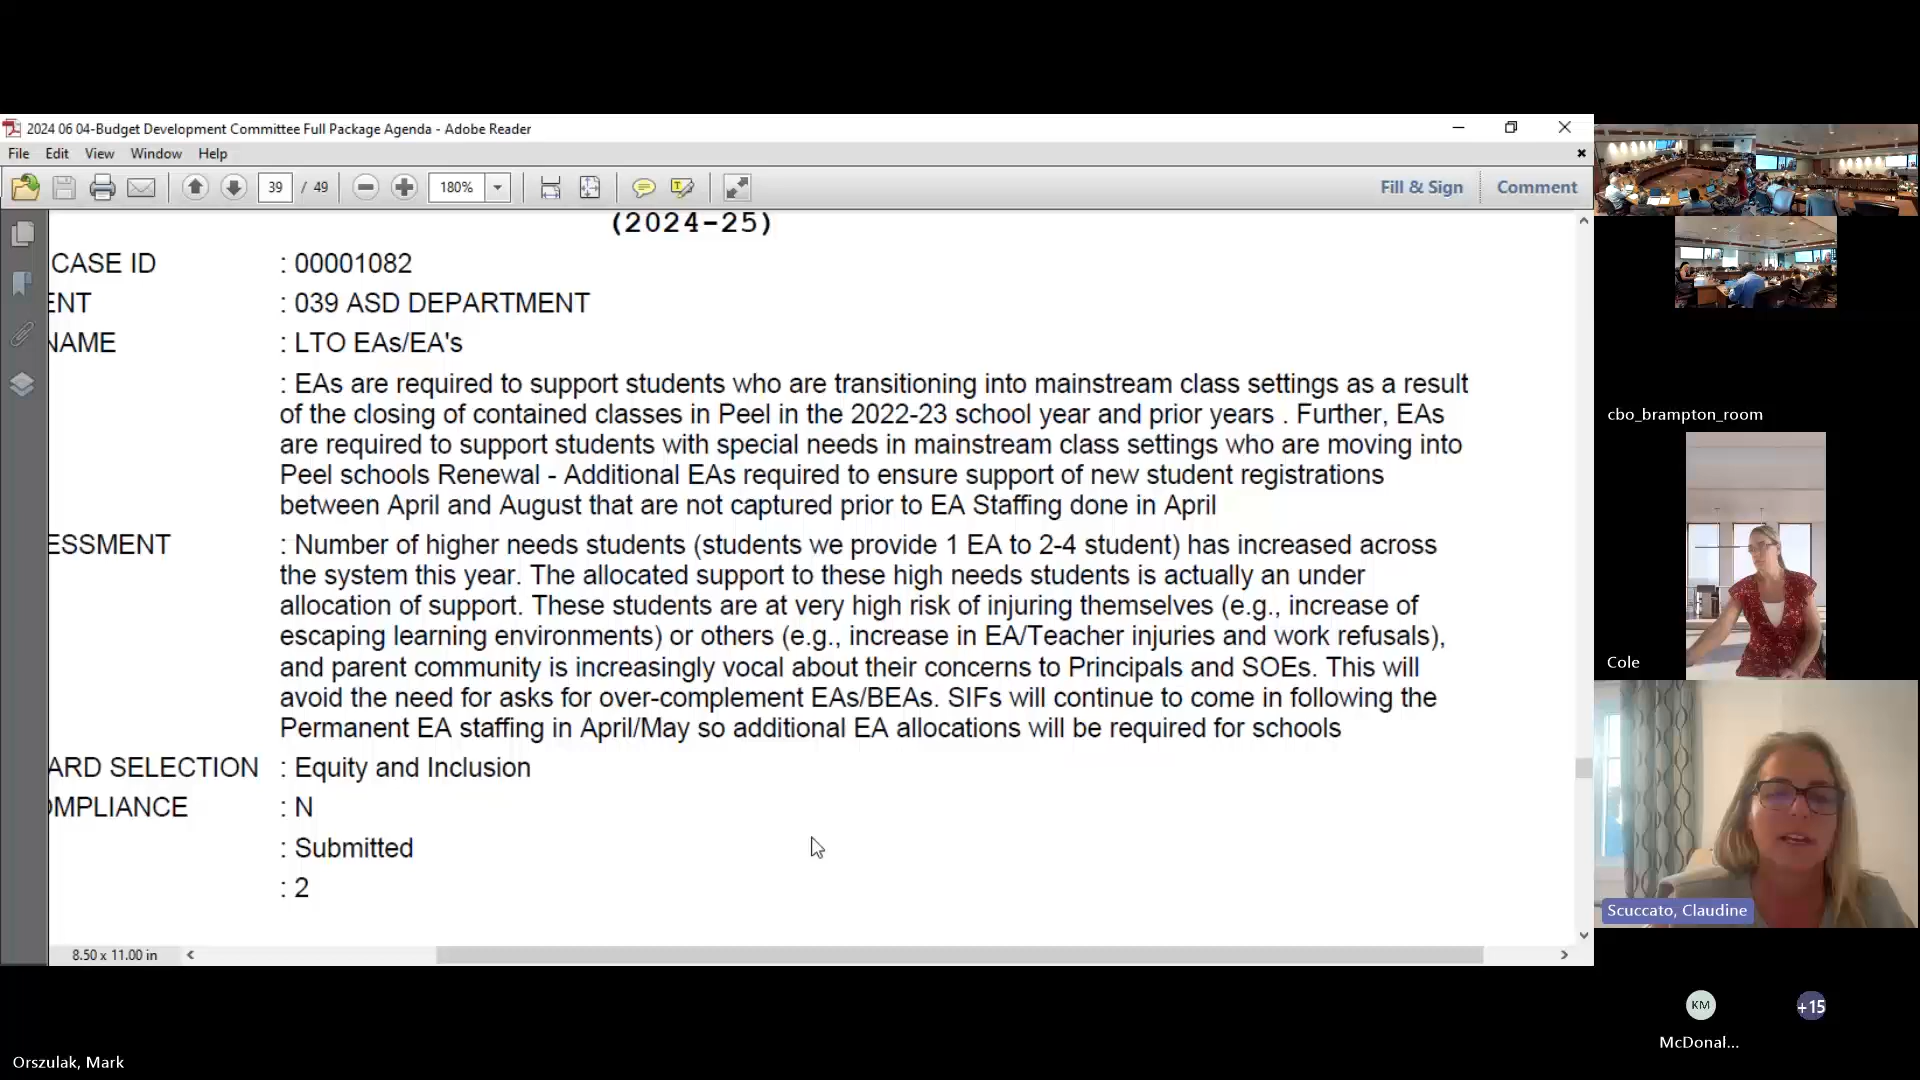 2024 06 04-Budget Development Committee Full Package Agenda - Adobe Reader
File Edit View Window Help
39 / 49
180%
Fill & Sign
Comment
(2024-25)
CASE ID : 00001082
ENT : 039 ASD DEPARTMENT
NAME : LTO EAs/EA's
: EAs are required to support students who are transitioning into mainstream class settings as a result
of the closing of contained classes in Peel in the 2022-23 school year and prior years . Further, EAs
are required to support students with special needs in mainstream class settings who are moving into
Peel schools Renewal - Additional EAs required to ensure support of new student registrations
between April and August that are not captured prior to EA Staffing done in April
ESSMENT : Number of higher needs students (students we provide 1 EA to 2-4 student) has increased across
the system this year. The allocated support to these high needs students is actually an under
allocation of support. These students are at very high risk of injuring themselves (e.g., increase of
escaping learning environments) or others (e.g., increase in EA/Teacher injuries and work refusals),
and parent community is increasingly vocal about their concerns to Principals and SOEs. This will
avoid the need for asks for over-complement EAs/BEAs. SIFs will continue to come in following the
Permanent EA staffing in April/May so additional EA allocations will be required for schools
ARD SELECTION : Equity and Inclusion
OMPLIANCE : N
: Submitted
: 2
8.50 x 11.00 in
cbo_brampton_room
Cole
Scuccato, Claudine
KM
+15
McDonal...
Orszulak, Mark